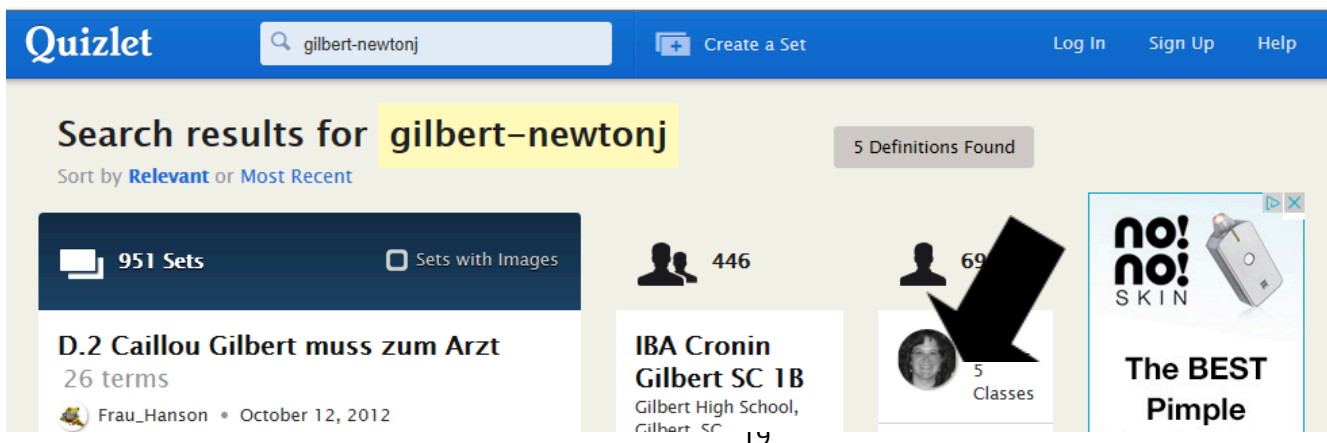 Quizlet
gilbert-newtonj
Create a Set
Log In
Sign Up
Help
Search results for gilbert-newtonj
5 Definitions Found
Sort by Relevant or Most Recent
951 Sets
Sets with Images
446
D.2 Caillou Gilbert muss zum Arzt
26 terms
Frau_Hanson • October 12, 2012
IBA Cronin
Gilbert SC 1B
Gilbert High School,
Gilbert, SC
5
Classes
no!
no!
SKIN
The BEST
Pimple
19